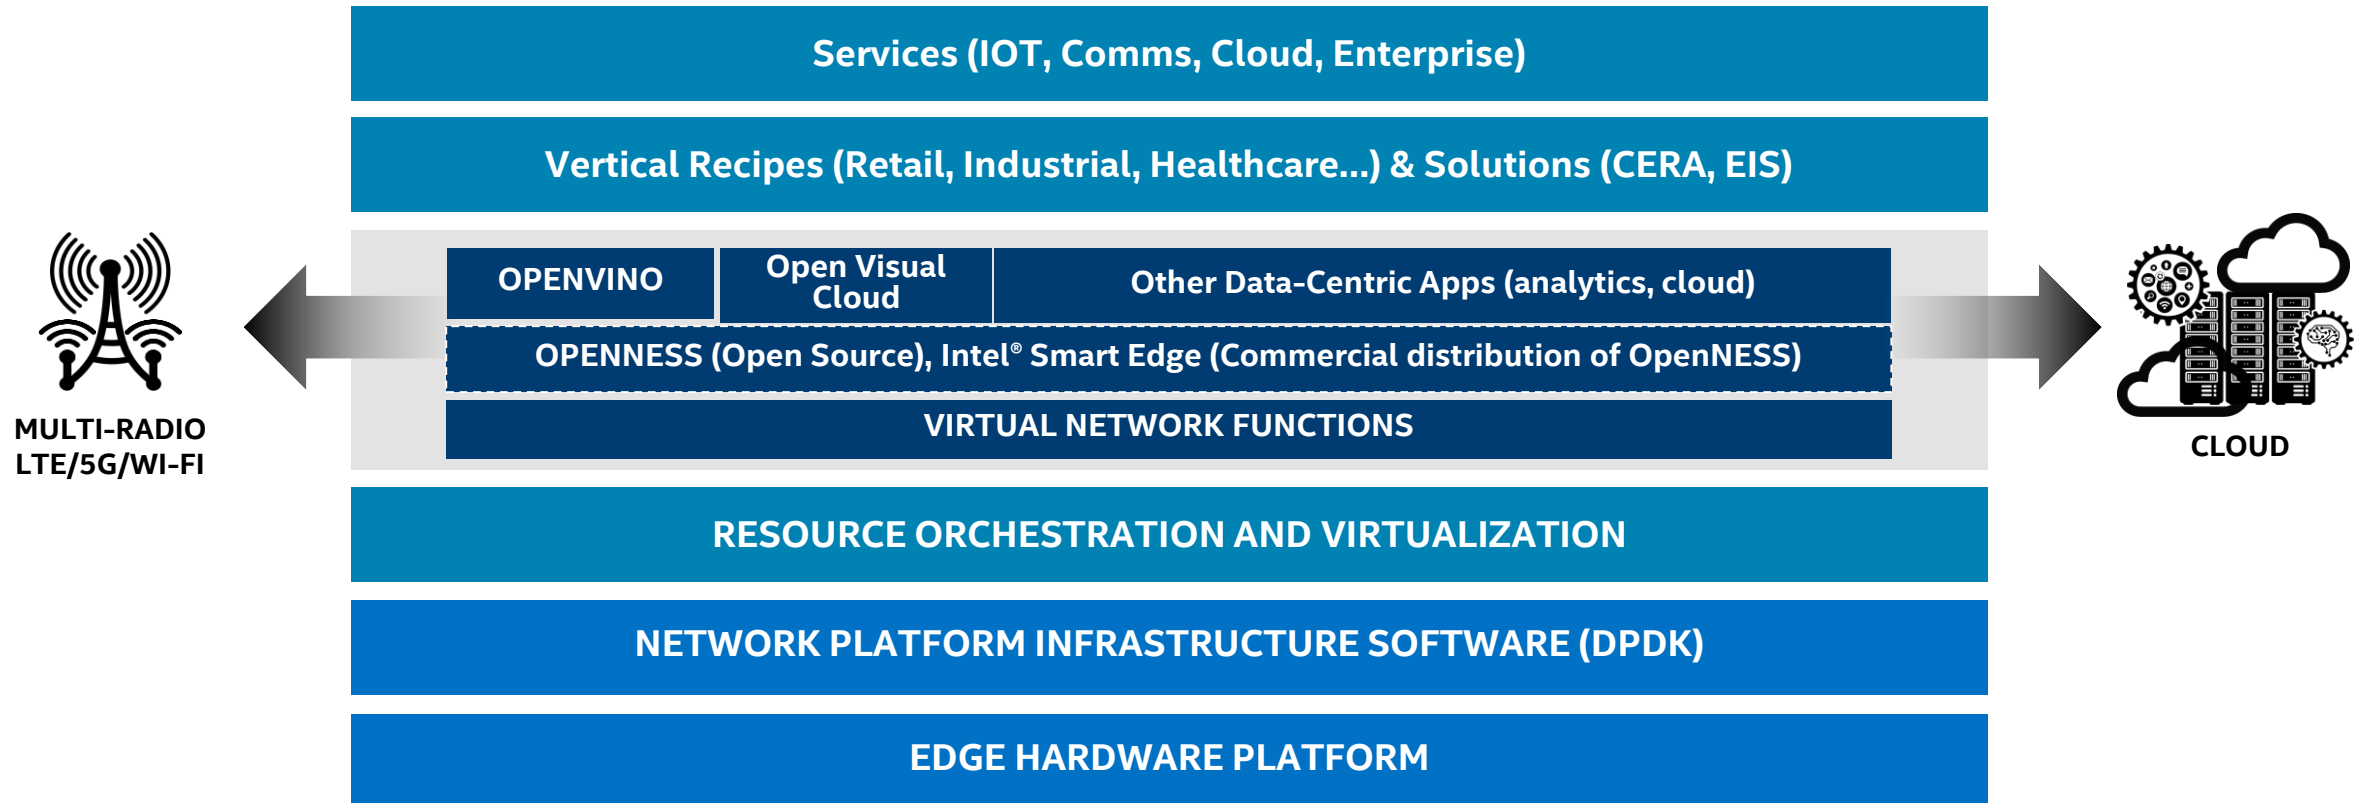 Services (IOT, Comms, Cloud, Enterprise)
Vertical Recipes (Retail, Industrial, Healthcare...) & Solutions (CERA, EIS)
OPENVINO
Open Visual
Cloud
Other Data-Centric Apps (analytics, cloud)
OPENNESS (Open Source), Intel® Smart Edge (Commercial distribution of OpenNESS)
VIRTUAL NETWORK FUNCTIONS
MULTI-RADIO
LTE/5G/WI-FI
CLOUD
RESOURCE ORCHESTRATION AND VIRTUALIZATION
NETWORK PLATFORM INFRASTRUCTURE SOFTWARE (DPDK)
EDGE HARDWARE PLATFORM